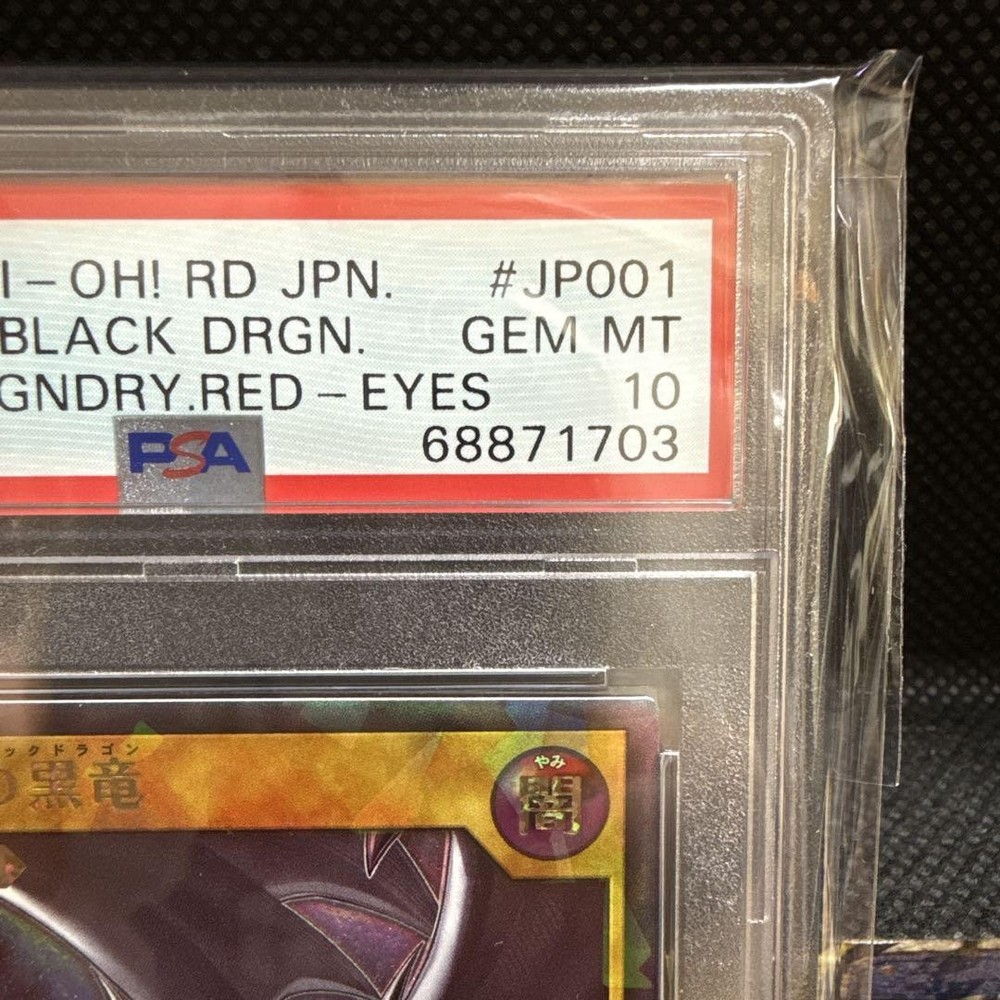 I-OH! RD JPN. #JP001
BLACK DRGN. GEM MT
GNDRY.RED-EYES 10
PSA 68871703
ックドラゴン
の黒竜
やみ
闇